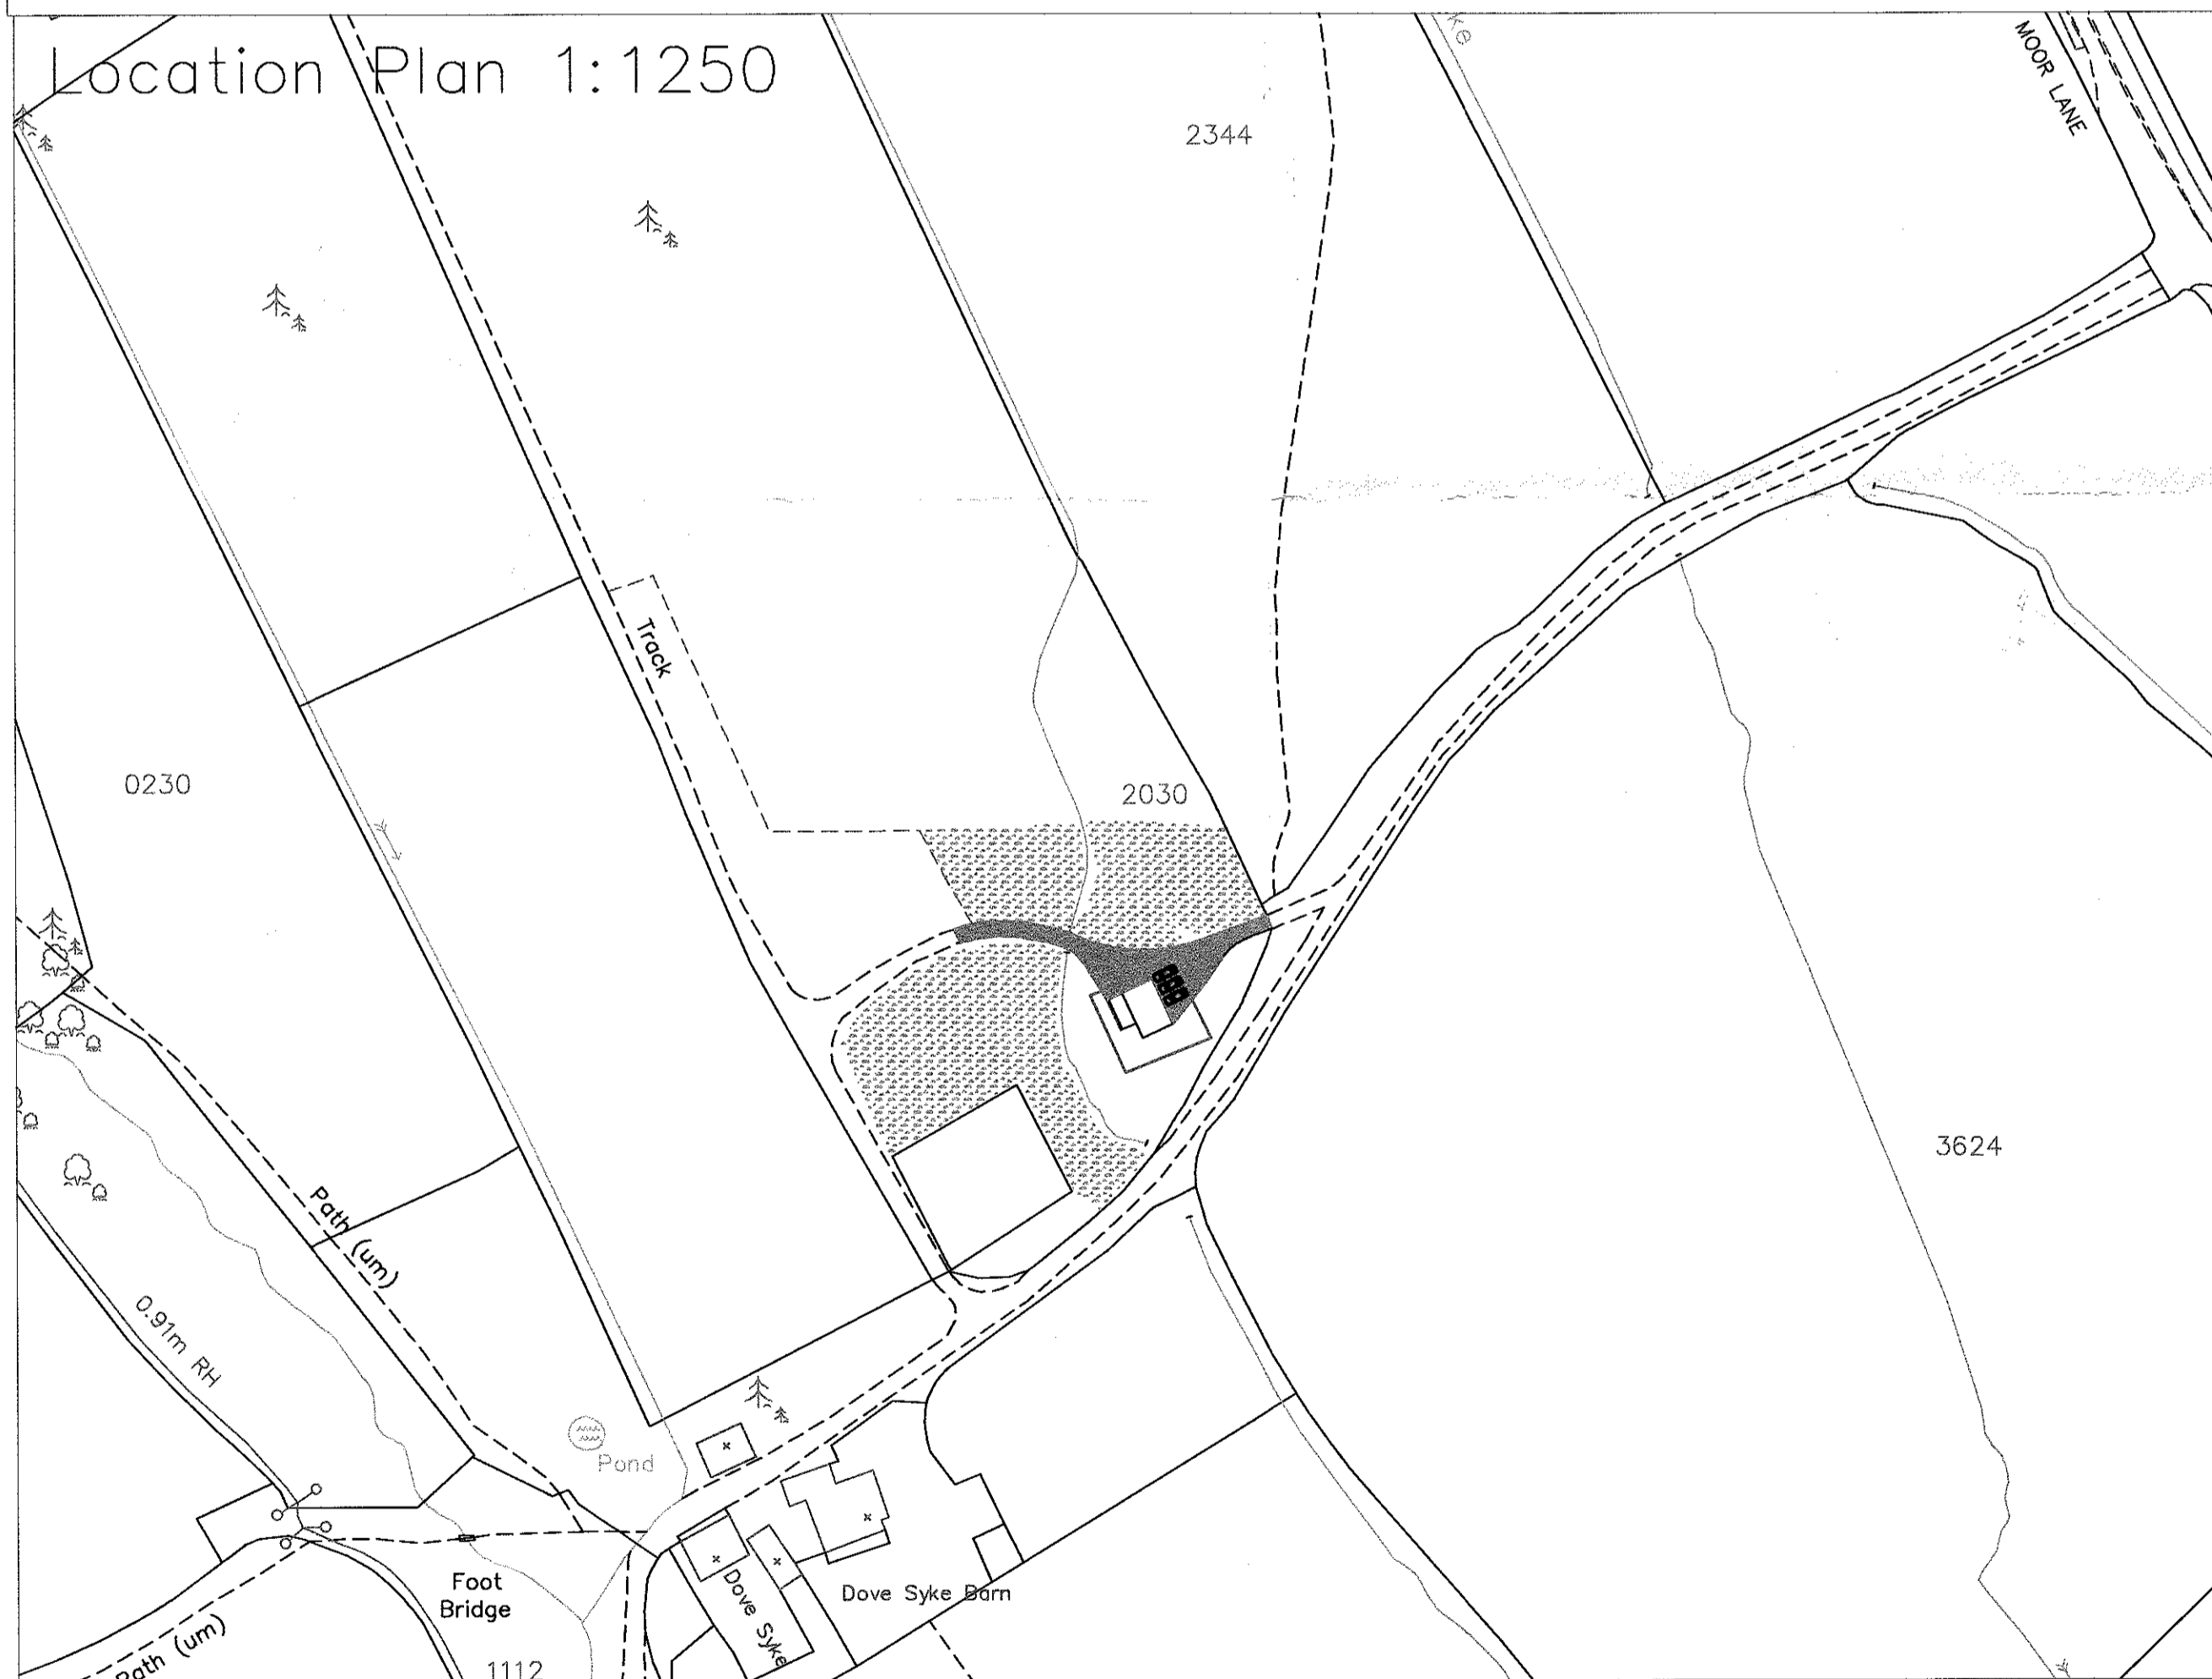 Location Plan 1:1250
MOOR LANE
2344
Track
0230
2030
3624
Path (um)
0.91m RH
Pond
Foot
Bridge
Dove Syke
Dove Syke Barn
Path (um)
1112